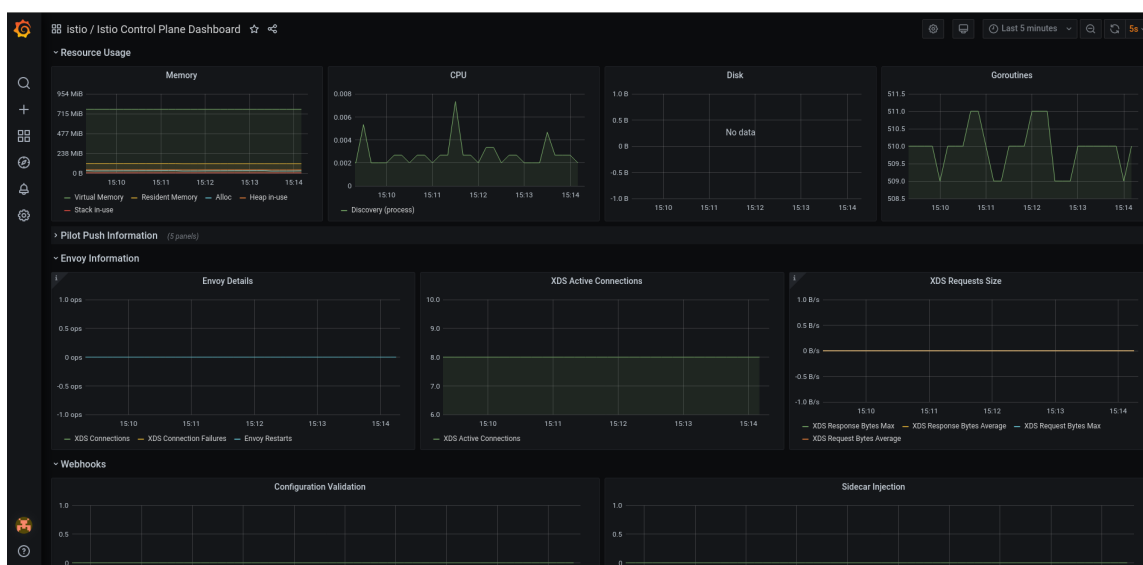 istio / Istio Control Plane Dashboard
Last 5 minutes
5s
Resource Usage
Memory
954 MiB
715 MiB
477 MiB
238 MiB
0 B
15:10 15:11 15:12 15:13 15:14
Virtual Memory Resident Memory Alloc Heap in-use
Stack in-use
CPU
0.008
0.006
0.004
0.002
0
15:10 15:11 15:12 15:13 15:14
Discovery (process)
Disk
1.0 B
0.5 B
0 B
-0.5 B
-1.0 B
No data
15:10 15:11 15:12 15:13 15:14
Goroutines
511.5
511.0
510.5
510.0
509.5
509.0
508.5
15:10 15:11 15:12 15:13 15:14
Pilot Push Information (5 panels)
Envoy Information
Envoy Details
1.0 ops
0.5 ops
0 ops
-0.5 ops
-1.0 ops
15:10 15:11 15:12 15:13 15:14
XDS Connections XDS Connection Failures Envoy Restarts
XDS Active Connections
10.0
9.0
8.0
7.0
6.0
15:10 15:11 15:12 15:13 15:14
XDS Active Connections
XDS Requests Size
1.0 B/s
0.5 B/s
0 B/s
-0.5 B/s
-1.0 B/s
15:10 15:11 15:12 15:13 15:14
XDS Response Bytes Max XDS Response Bytes Average XDS Request Bytes Max
XDS Request Bytes Average
Webhooks
Configuration Validation
1.0
0.5
0
Sidecar Injection
1.0
0.5
0